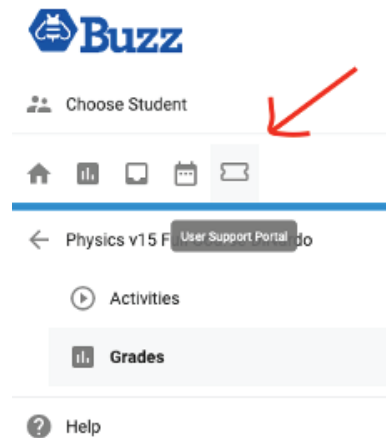 Buzz
Choose Student
Physics v15 F do
User Support Portal
Activities
Grades
Help